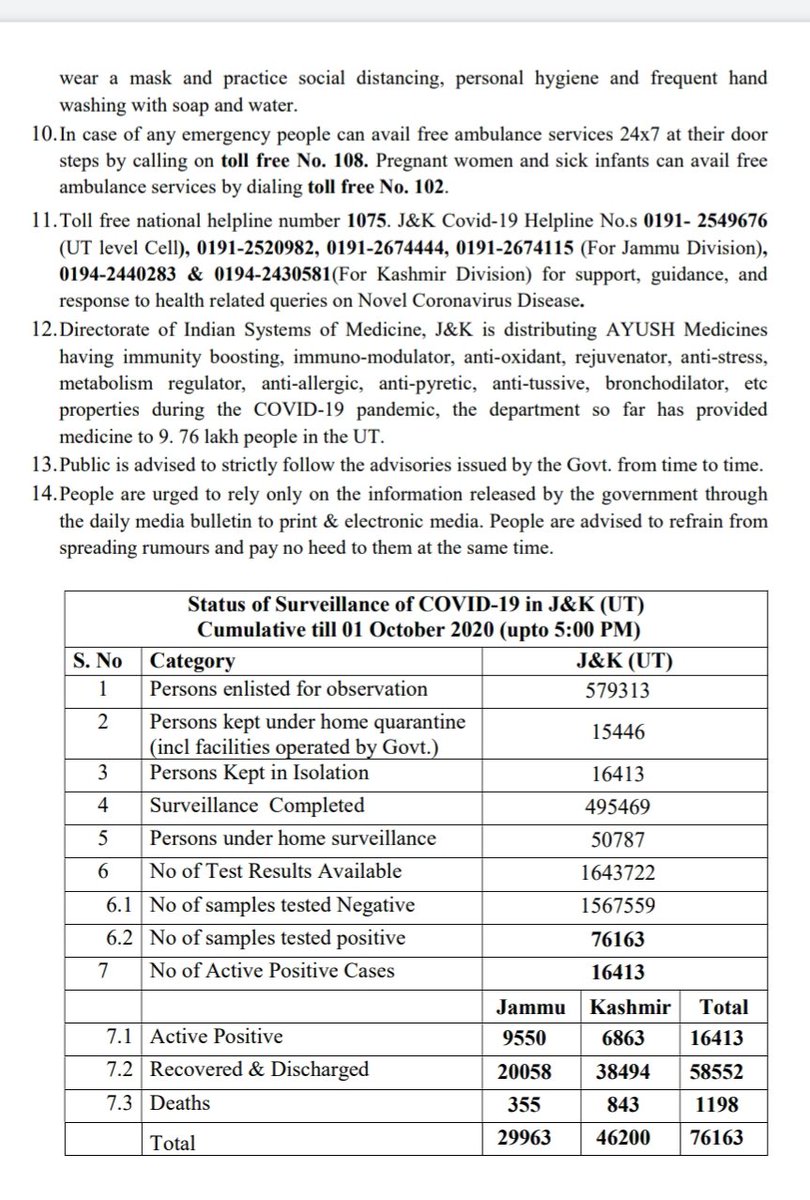 wear a mask and practice social distancing, personal hygiene and frequent hand
washing with soap and water.
10.In case of any emergency people can avail free ambulance services 24x7 at their door
steps by calling on toll free No. 108. Pregnant women and sick infants can avail free
ambulance services by dialing toll free No. 102.
11.Toll free national helpline number 1075. J&K Covid-19 Helpline No.s 0191- 2549676
(UT level Cell), 0191-2520982, 0191-2674444, 0191-2674115 (For Jammu Division),
0194-2440283 & 0194-2430581(For Kashmir Division) for support, guidance, and
response to health related queries on Novel Coronavirus Disease.
12.Directorate of Indian Systems of Medicine, J&K is distributing AYUSH Medicines
having immunity boosting, immuno-modulator, anti-oxidant, rejuvenator, anti-stress,
metabolism regulator, anti-allergic, anti-pyretic, anti-tussive, bronchodilator, etc
properties during the COVID-19 pandemic, the department so far has provided
medicine to 9. 76 lakh people in the UT.
13.Public is advised to strictly follow the advisories issued by the Govt. from time to time.
14.People are urged to rely only on the information released by the government through
the daily media bulletin to print & electronic media. People are advised to refrain from
spreading rumours and pay no heed to them at the same time.
Status of Surveillance of COVID-19 in J&K (UT)
Cumulative till 01 October 2020 (upto 5:00 PM)
S. No Category J&K (UT)
1 Persons enlisted for observation 579313
2 Persons kept under home quarantine
(incl facilities operated by Govt.) 15446
3 Persons Kept in Isolation 16413
4 Surveillance Completed 495469
5 Persons under home surveillance 50787
6 No of Test Results Available 1643722
6.1 No of samples tested Negative 1567559
6.2 No of samples tested positive 76163
7 No of Active Positive Cases 16413
Jammu Kashmir Total
7.1 Active Positive 9550 6863 16413
7.2 Recovered & Discharged 20058 38494 58552
7.3 Deaths 355 843 1198
Total 29963 46200 76163